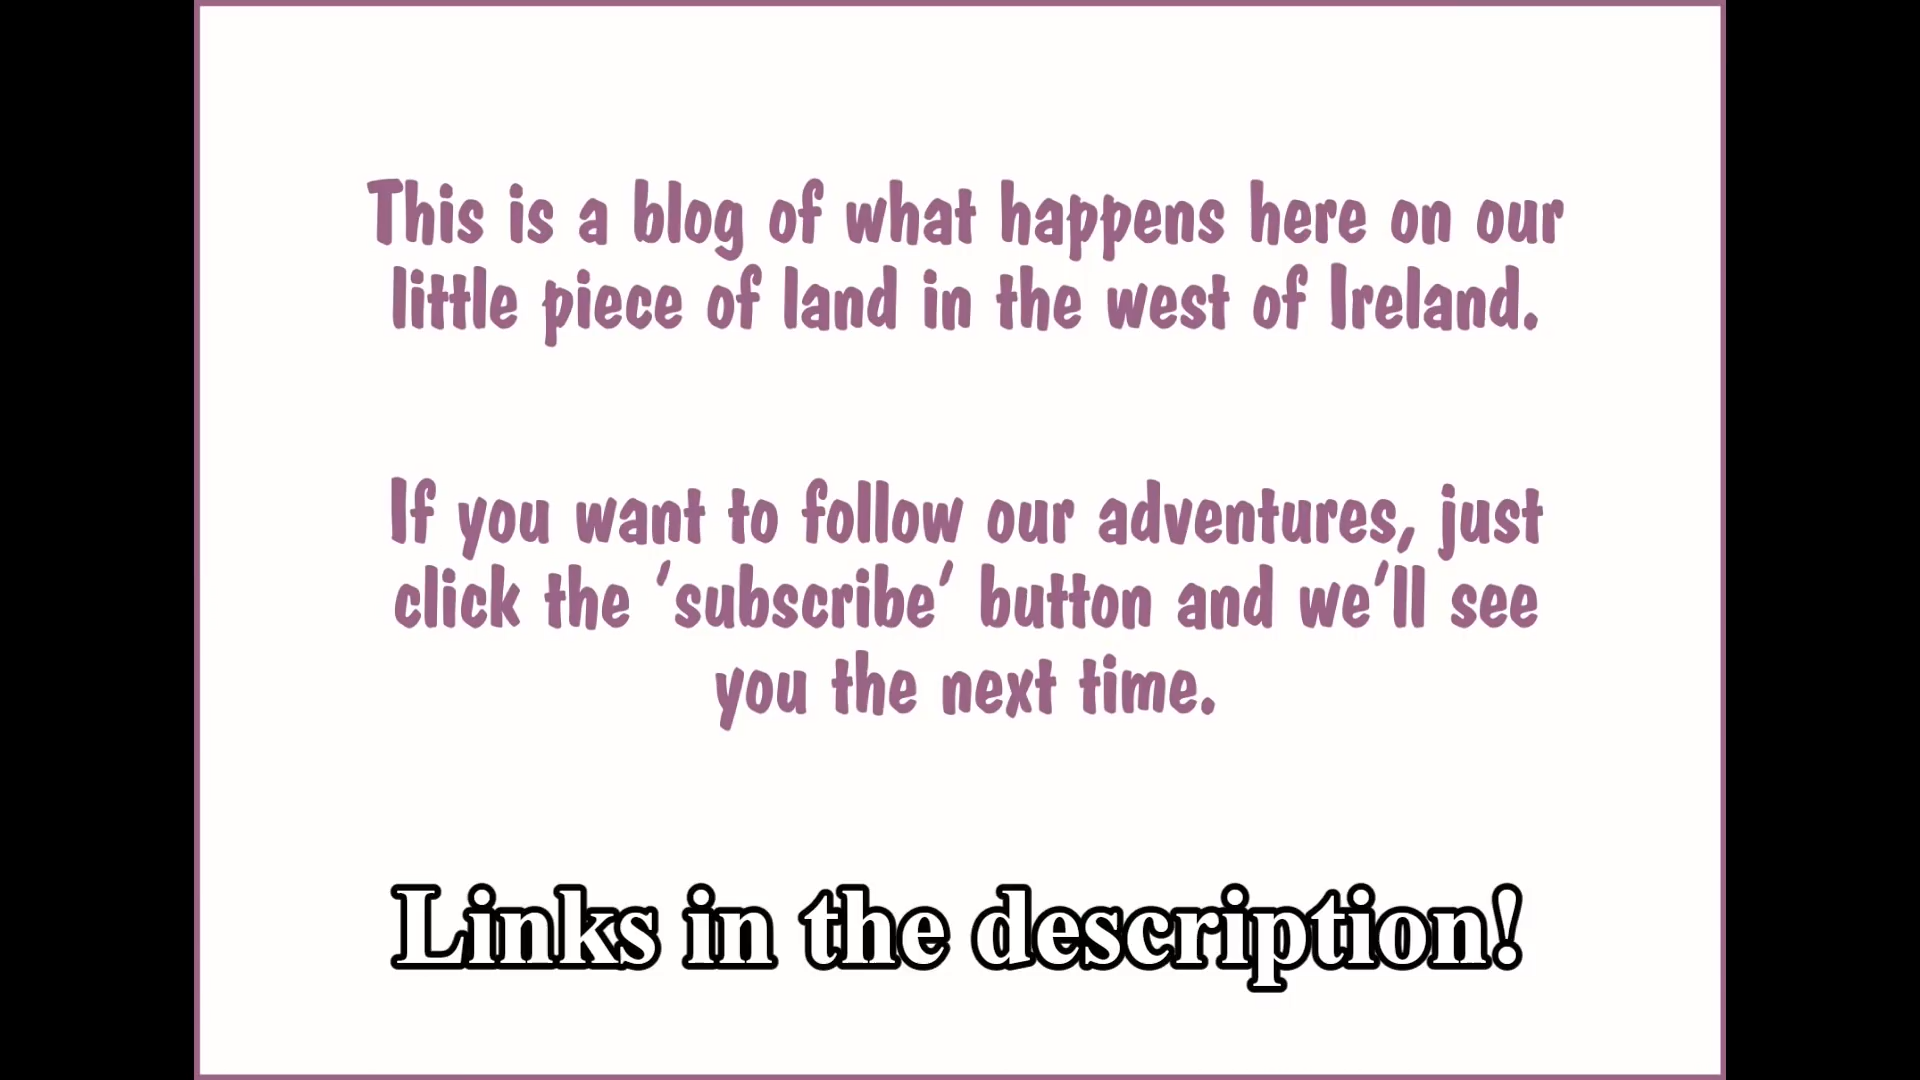 This is a blog of what happens here on our
little piece of land in the west of Ireland.
If you want to follow our adventures, just
click the ‘subscribe’ button and we’ll see
you the next time.
Links in the description!